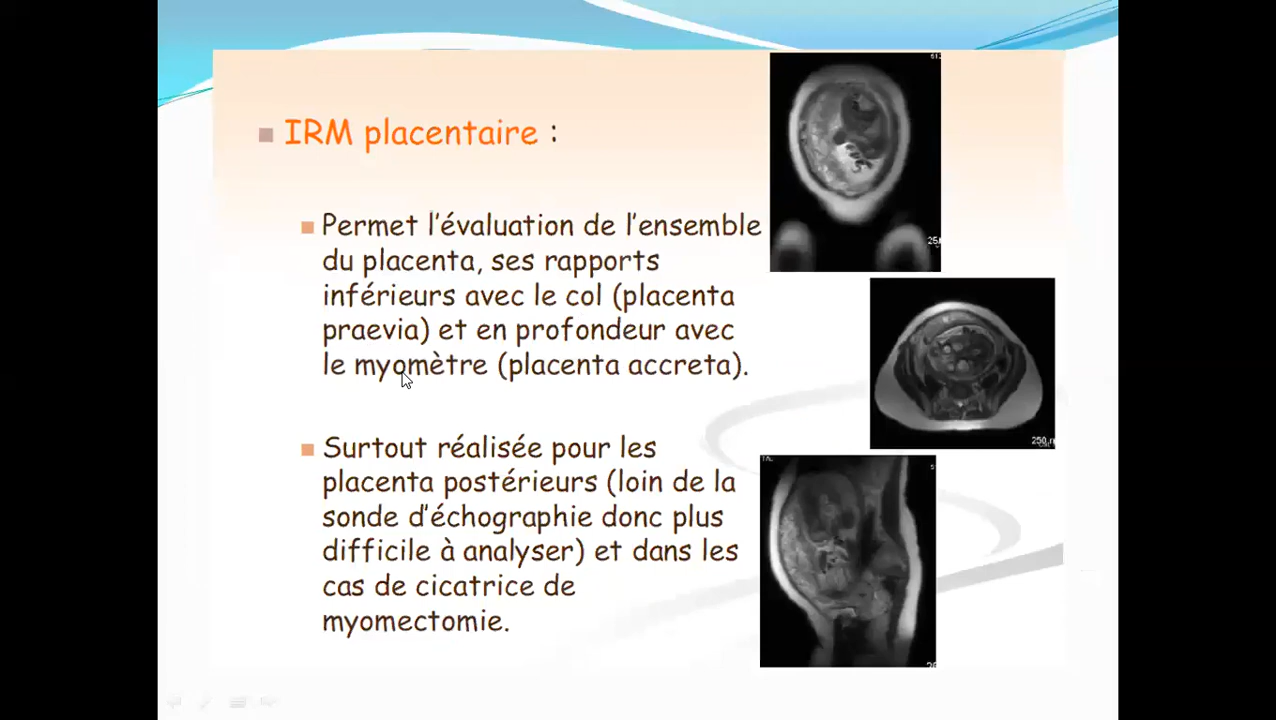 IRM placentaire :
Permet l'évaluation de l'ensemble
du placenta, ses rapports
inférieurs avec le col (placenta
praevia) et en profondeur avec
le myomètre (placenta accreta).
Surtout réalisée pour les
placenta postérieurs (loin de la
sonde d'échographie donc plus
difficile à analyser) et dans les
cas de cicatrice de
myomectomie.